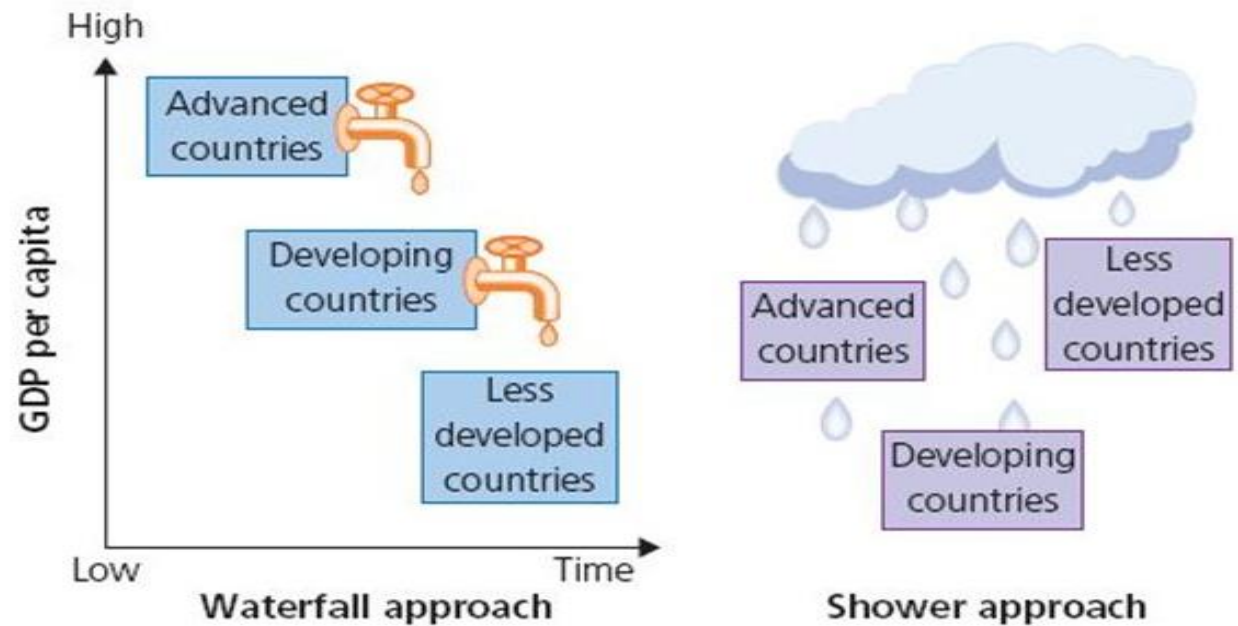 High
Advanced
countries
Developing
countries
Less
developed
countries
GDP per capita
Low
Time
Waterfall approach
Advanced
countries
Less
developed
countries
Developing
countries
Shower approach